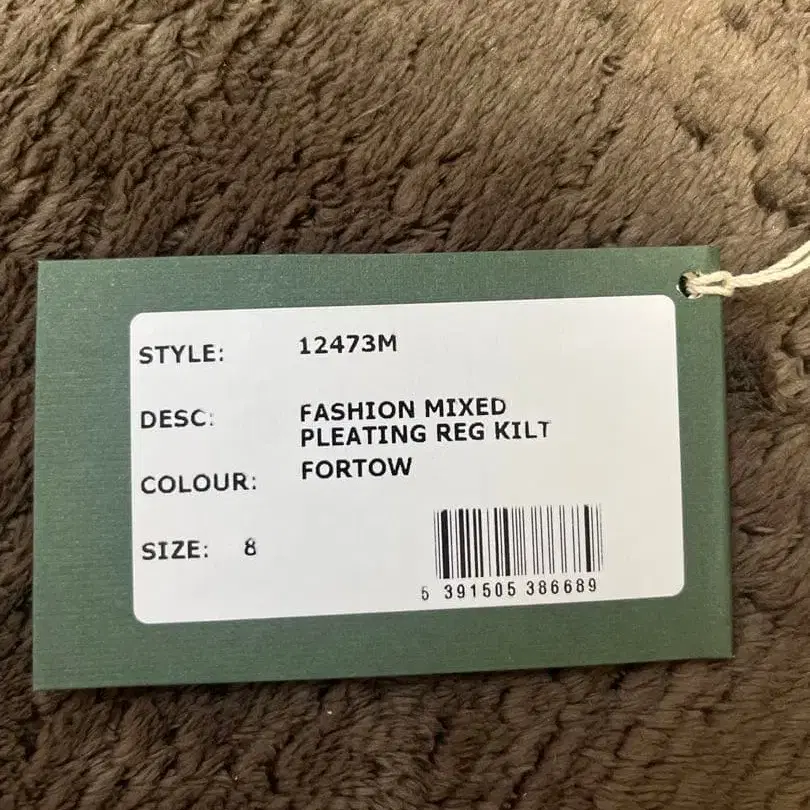 STYLE: 12473M
DESC: FASHION MIXED
PLEATING REG KILT
COLOUR: FORTOW
SIZE: 8
5 391505 386689